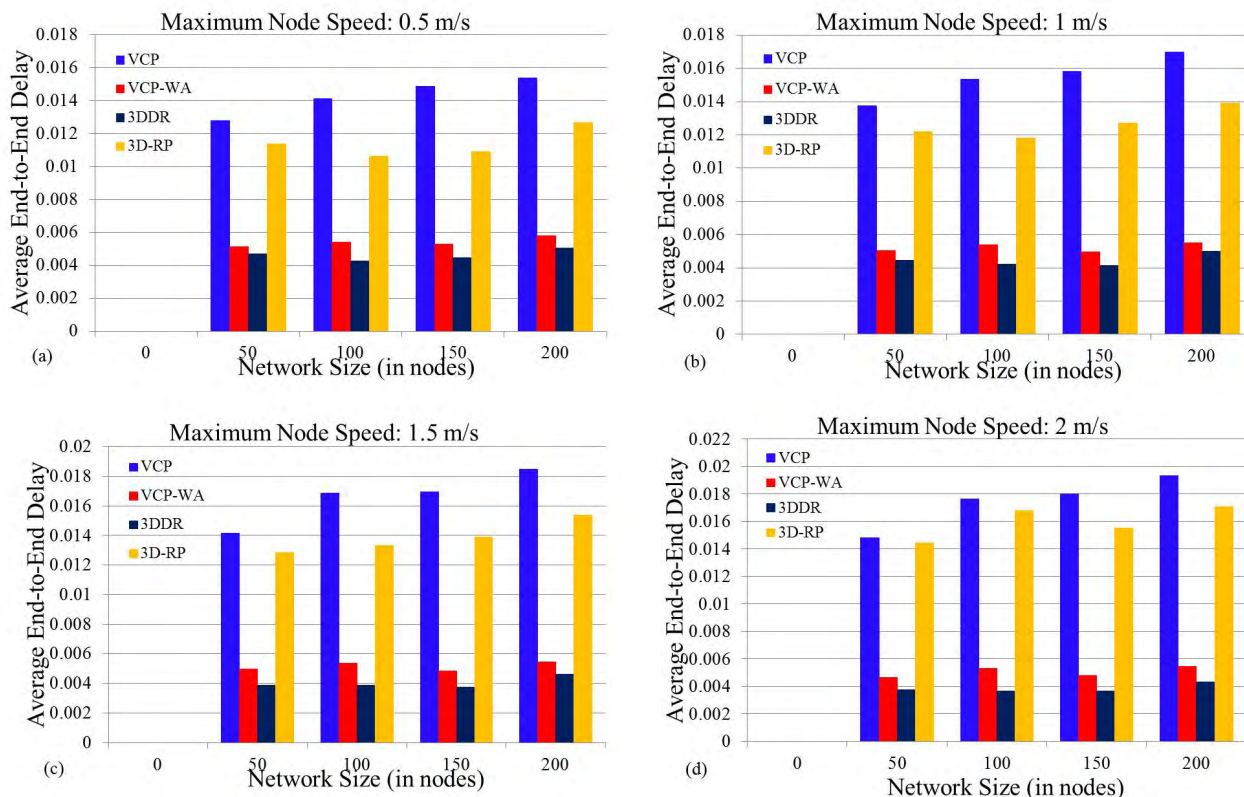 Maximum Node Speed: 0.5 m/s
Average End-to-End Delay
0.018
0.016
0.014
0.012
0.01
0.008
0.006
0.004
0.002
0
VCP
VCP-WA
3DDR
3D-RP
0 50 100 150 200
(a)
Network Size (in nodes)
Maximum Node Speed: 1 m/s
Average End-to-End Delay
0.018
0.016
0.014
0.012
0.01
0.008
0.006
0.004
0.002
0
VCP
VCP-WA
3DDR
3D-RP
0 50 100 150 200
(b)
Network Size (in nodes)
Maximum Node Speed: 1.5 m/s
Average End-to-End Delay
0.02
0.018
0.016
0.014
0.012
0.01
0.008
0.006
0.004
0.002
0
VCP
VCP-WA
3DDR
3D-RP
0 50 100 150 200
(c)
Network Size (in nodes)
Maximum Node Speed: 2 m/s
Average End-to-End Delay
0.022
0.02
0.018
0.016
0.014
0.012
0.01
0.008
0.006
0.004
0.002
0
VCP
VCP-WA
3DDR
3D-RP
0 50 100 150 200
(d)
Network Size (in nodes)